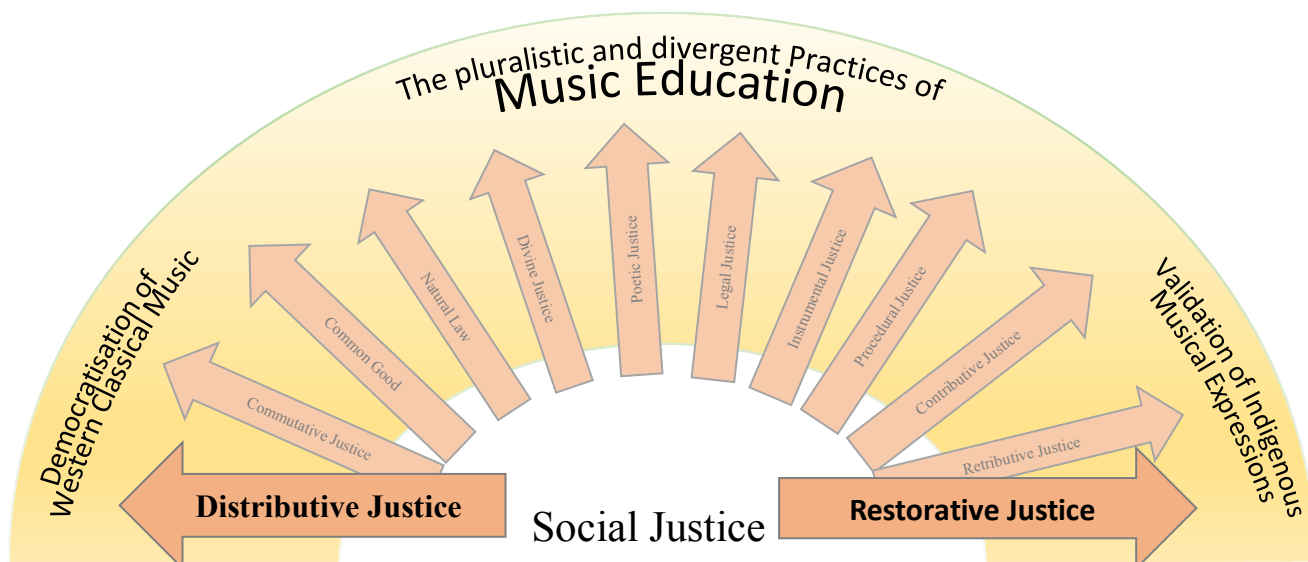 The pluralistic and divergent Practices of
Music Education
Democratisation of
Western Classical Music
Validation of Indigenous
Musical Expressions
Distributive Justice
Commutative Justice
Common Good
Natural Law
Divine Justice
Poetic Justice
Legal Justice
Instrumental Justice
Procedural Justice
Contributive Justice
Retributive Justice
Restorative Justice
Social Justice